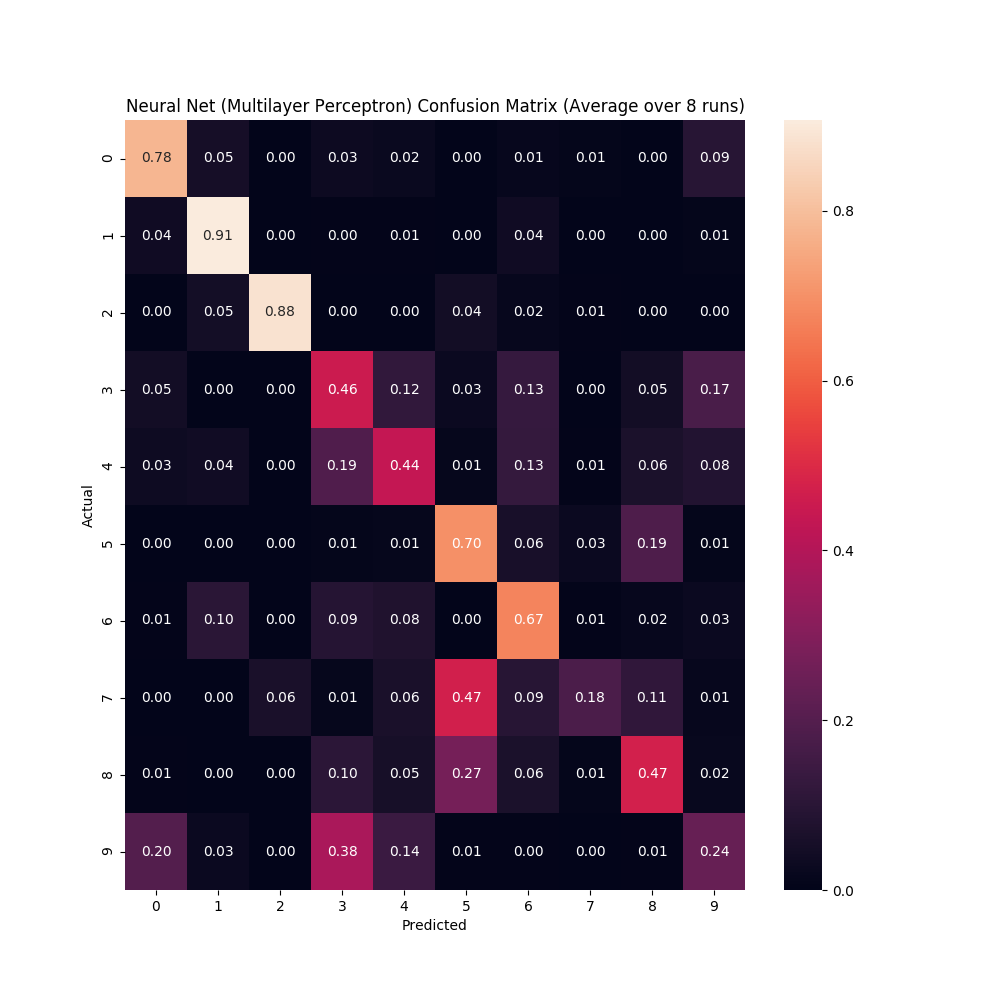 Neural Net (Multilayer Perceptron) Confusion Matrix (Average over 8 runs)
0 0.78 0.05 0.00 0.03 0.02 0.00 0.01 0.01 0.00 0.09
1 0.04 0.91 0.00 0.00 0.01 0.00 0.04 0.00 0.00 0.01
2 0.00 0.05 0.88 0.00 0.00 0.04 0.02 0.01 0.00 0.00
3 0.05 0.00 0.00 0.46 0.12 0.03 0.13 0.00 0.05 0.17
4 0.03 0.04 0.00 0.19 0.44 0.01 0.13 0.01 0.06 0.08
5 0.00 0.00 0.00 0.01 0.01 0.70 0.06 0.03 0.19 0.01
6 0.01 0.10 0.00 0.09 0.08 0.00 0.67 0.01 0.02 0.03
7 0.00 0.00 0.06 0.01 0.06 0.47 0.09 0.18 0.11 0.01
8 0.01 0.00 0.00 0.10 0.05 0.27 0.06 0.01 0.47 0.02
9 0.20 0.03 0.00 0.38 0.14 0.01 0.00 0.00 0.01 0.24
0 1 2 3 4 5 6 7 8 9
Predicted
Actual
0.8
0.6
0.4
0.2
0.0